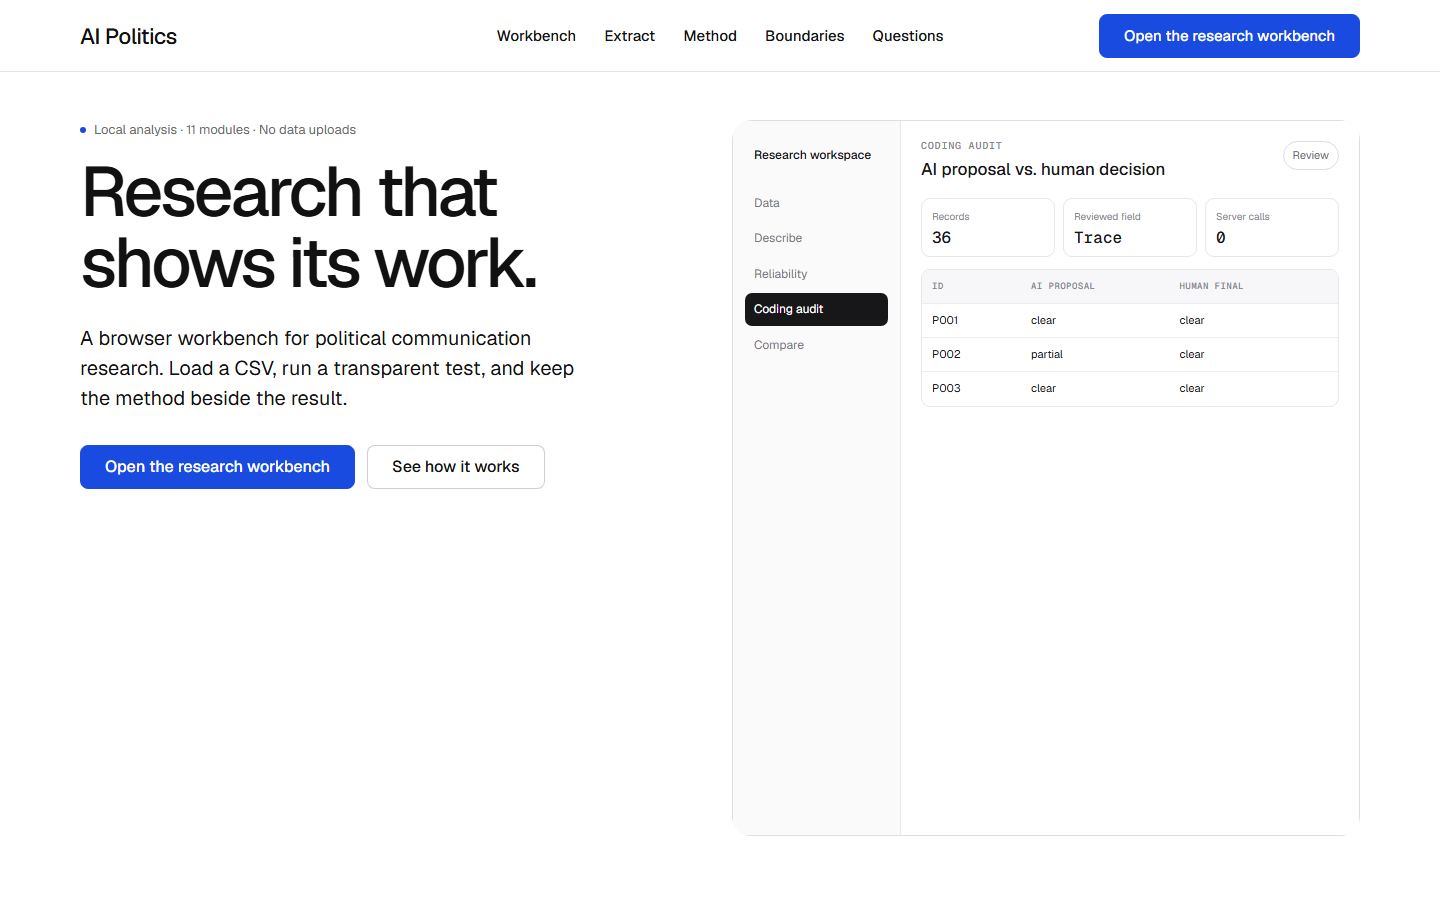 AI Politics
Workbench
Extract
Method
Boundaries
Questions
Open the research workbench
Local analysis · 11 modules · No data uploads
Research that
shows its work.
A browser workbench for political communication
research. Load a CSV, run a transparent test, and keep
the method beside the result.
Open the research workbench
See how it works
Research workspace
Data
Describe
Reliability
Coding audit
Compare
CODING AUDIT
AI proposal vs. human decision
Review
Records
36
Reviewed field
Trace
Server calls
0
ID AI PROPOSAL HUMAN FINAL
P001 clear clear
P002 partial clear
P003 clear clear